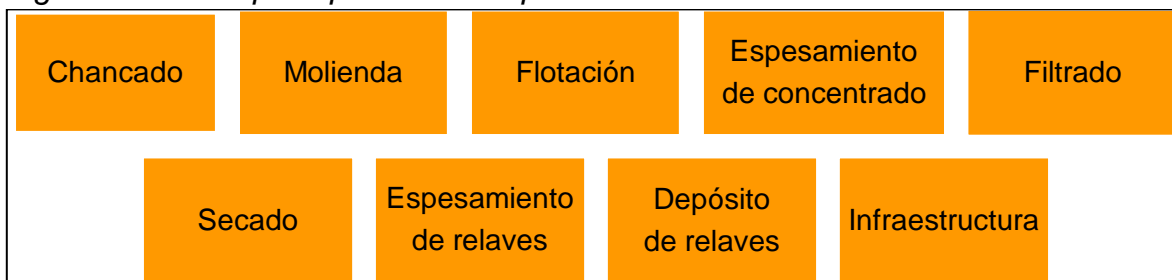 Chancado
Molienda
Flotación
Espesamiento
de concentrado
Filtrado
Secado
Espesamiento
de relaves
Depósito
de relaves
Infraestructura